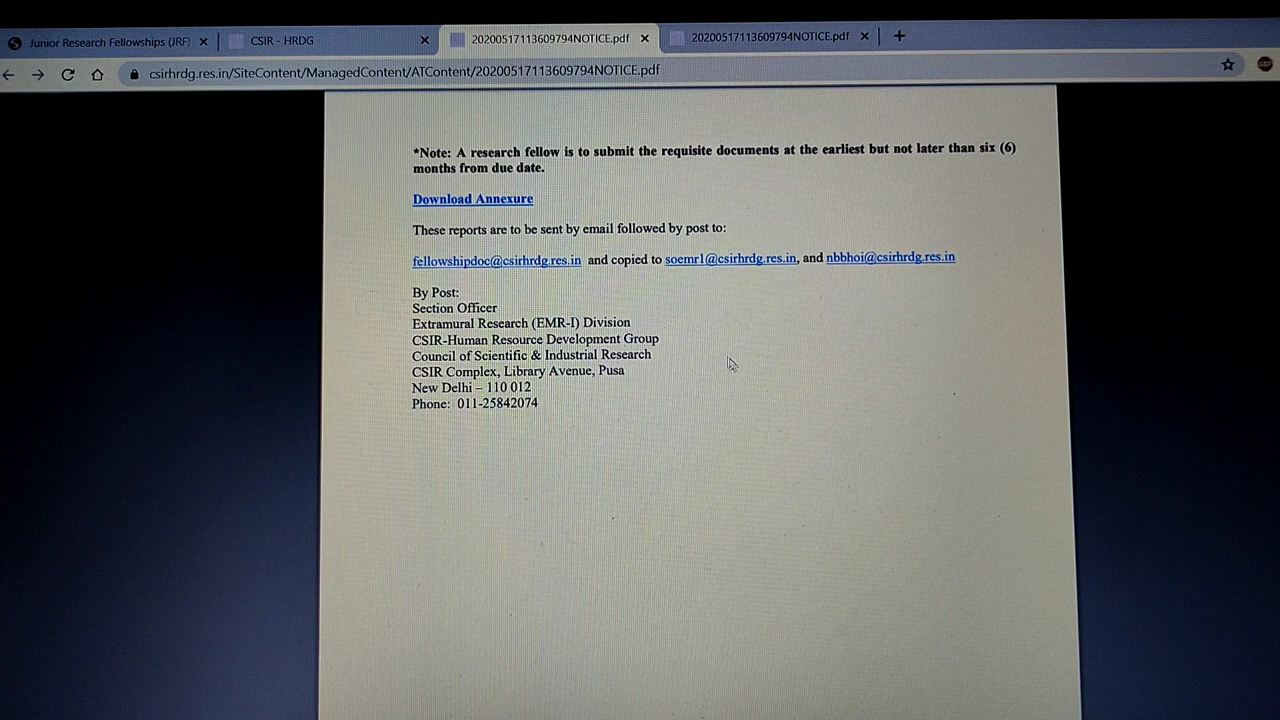 Junior Research Fellowships (JRF)
CSIR - HRDG
20200517113609794NOTICE.pdf
20200517113609794NOTICE.pdf
csirhrdg.res.in/SiteContent/ManagedContent/ATContent/20200517113609794NOTICE.pdf
*Note: A research fellow is to submit the requisite documents at the earliest but not later than six (6)
months from due date.
Download Annexure
These reports are to be sent by email followed by post to:
fellowshipdoc@csirhrdg.res.in and copied to soemr1@csirhrdg.res.in, and nbbhoi@csirhrdg.res.in
By Post:
Section Officer
Extramural Research (EMR-I) Division
CSIR-Human Resource Development Group
Council of Scientific & Industrial Research
CSIR Complex, Library Avenue, Pusa
New Delhi – 110 012
Phone: 011-25842074